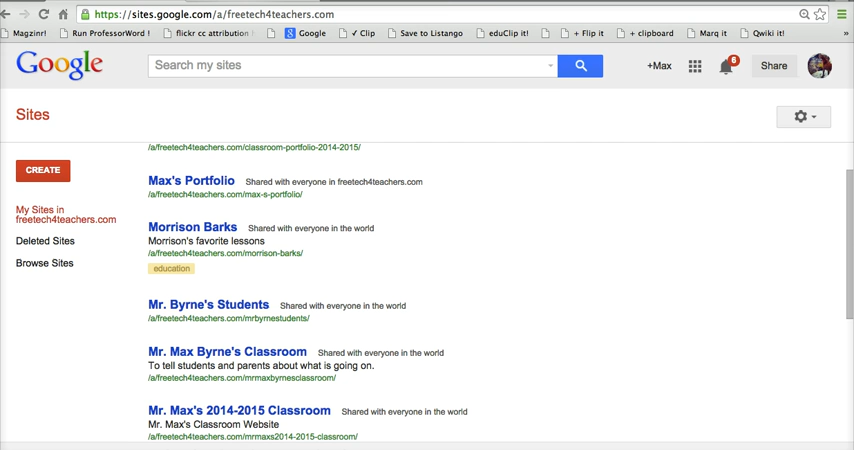 https://sites.google.com/a/freetech4teachers.com
Magzinr! Run ProfessorWord ! flickr cc attribution Google ✓ Clip Save to Listango eduClip it! + Flip it + clipboard Marq it Qwiki it! »
Google Search my sites +Max 6 Share
Sites
/a/freetech4teachers.com/classroom-portfolio-2014-2015/
CREATE
Max's Portfolio Shared with everyone in freetech4teachers.com
/a/freetech4teachers.com/max-s-portfolio/
My Sites in
freetech4teachers.com
Deleted Sites
Browse Sites
Morrison Barks Shared with everyone in the world
Morrison's favorite lessons
/a/freetech4teachers.com/morrison-barks/
education
Mr. Byrne's Students Shared with everyone in the world
/a/freetech4teachers.com/mrbyrnestudents/
Mr. Max Byrne's Classroom Shared with everyone in the world
To tell students and parents about what is going on.
/a/freetech4teachers.com/mrmaxbyrnesclassroom/
Mr. Max's 2014-2015 Classroom Shared with everyone in the world
Mr. Max's Classroom Website
/a/freetech4teachers.com/mrmaxs2014-2015-classroom/